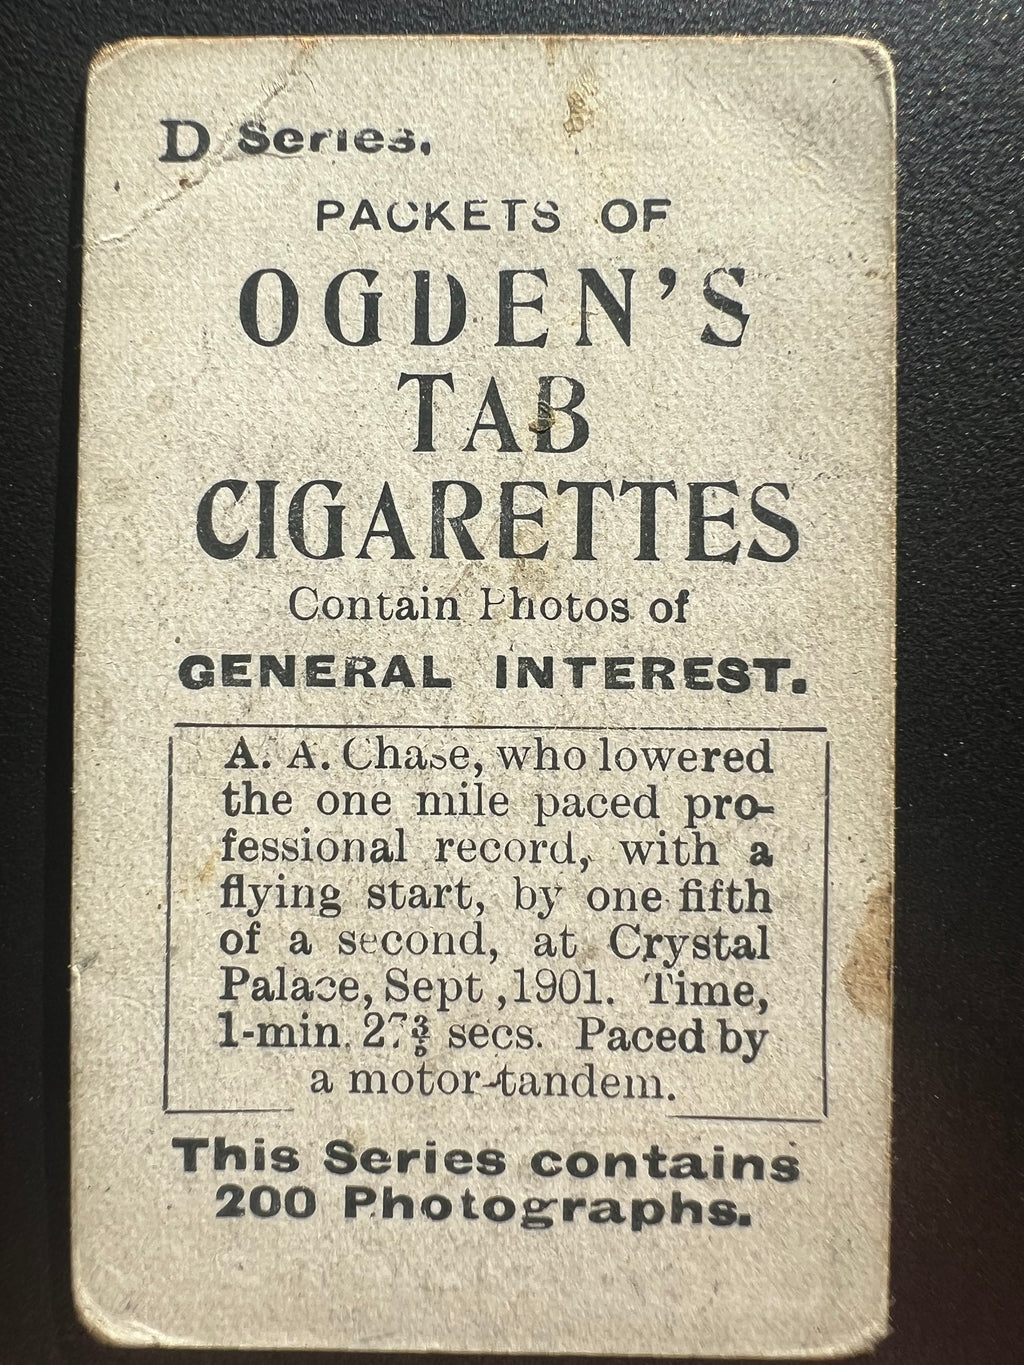 D Series.
PACKETS OF
OGDEN'S
TAB
CIGARETTES
Contain Photos of
GENERAL INTEREST.
A. A. Chase, who lowered
the one mile paced pro-
fessional record, with a
flying start, by one fifth
of a second, at Crystal
Palace, Sept., 1901. Time,
1-min. 27⅗ secs. Paced by
a motor-tandem.
This Series contains
200 Photographs.